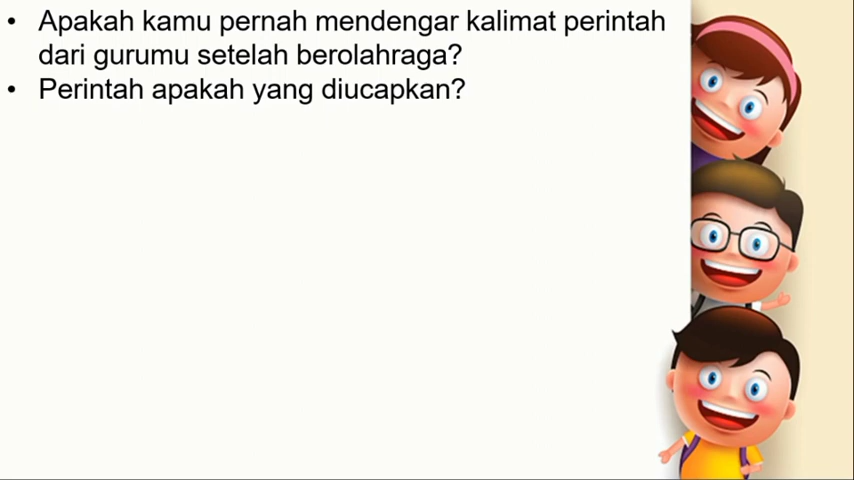 • Apakah kamu pernah mendengar kalimat perintah
dari gurumu setelah berolahraga?
• Perintah apakah yang diucapkan?